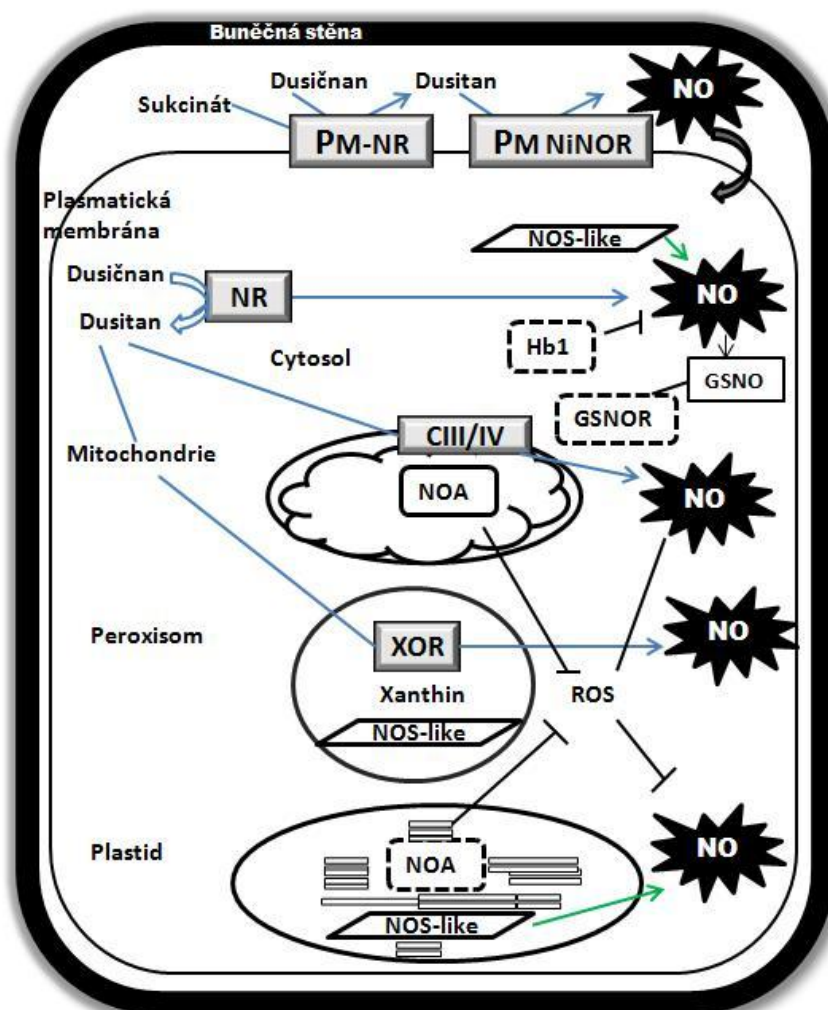 Buněčná stěna
NO
Dusičnan
Dusitan
Sukcinát
PM-NR
PM NiNOR
Plasmatická
membrána
NOS-like
Dusičnan
NR
NO
Dusitan
Hb1
Cytosol
GSNO
GSNOR
CIII/IV
Mitochondrie
NOA
NO
Peroxisom
XOR
NO
Xanthin
ROS
NOS-like
Plastid
NOA
NO
NOS-like